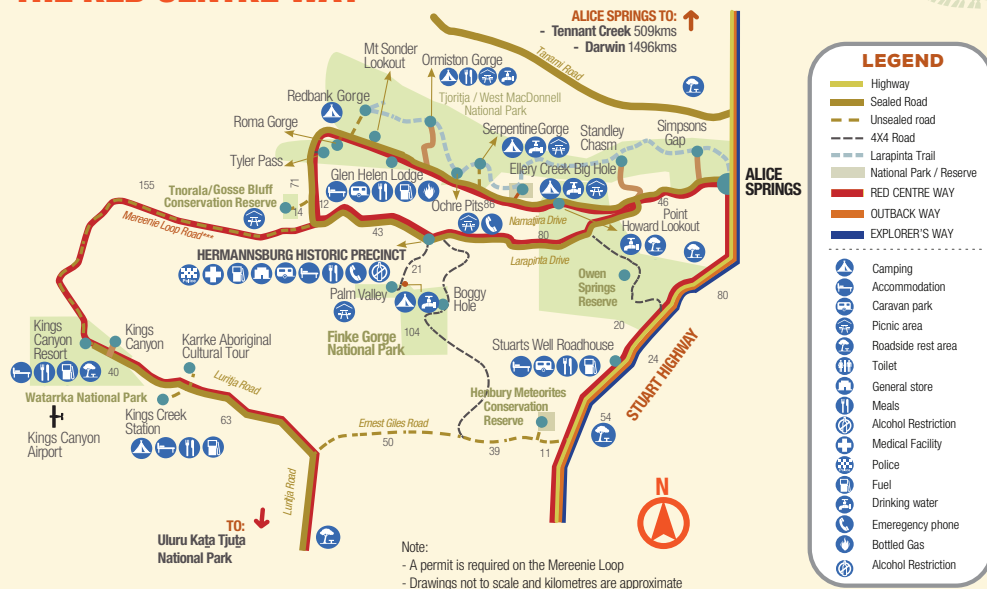 THE RED CENTRE WAY
ALICE SPRINGS TO:
- Tennant Creek 509kms
- Darwin 1496kms
Tanami Road
Mt Sonder
Lookout
Ormiston Gorge
Tjoritja / West MacDonnell
National Park
Redbank Gorge
Roma Gorge
Tyler Pass
Serpentine Gorge
Standley
Chasm
Simpsons
Gap
ALICE
SPRINGS
Glen Helen Lodge
Ellery Creek Big Hole
155
71
Tnorala/Gosse Bluff
Conservation Reserve
14
12
Ochre Pits
86
46
Namatjira Drive
Point
Howard Lookout
Mereenie Loop Road***
43
80
Larapinta Drive
HERMANNSBURG HISTORIC PRECINCT
21
Palm Valley
Boggy
Hole
Owen
Springs
Reserve
80
Finke Gorge
National Park
104
20
Kings
Canyon
Resort
Kings
Canyon
40
Karrke Aboriginal
Cultural Tour
Luritja Road
Stuarts Well Roadhouse
24
STUART HIGHWAY
Watarrka National Park
Kings Canyon
Airport
Kings Creek
Station
63
Henbury Meteorites
Conservation
Reserve
54
Ernest Giles Road
50
39
11
Luritja Road
TO:
Uluru Kata Tjuta
National Park
N
Note:
- A permit is required on the Mereenie Loop
- Drawings not to scale and kilometres are approximate
LEGEND
Highway
Sealed Road
Unsealed road
4X4 Road
Larapinta Trail
National Park / Reserve
RED CENTRE WAY
OUTBACK WAY
EXPLORER'S WAY
Camping
Accommodation
Caravan park
Picnic area
Roadside rest area
Toilet
General store
Meals
Alcohol Restriction
Medical Facility
Police
Fuel
Drinking water
Emeregency phone
Bottled Gas
Alcohol Restriction